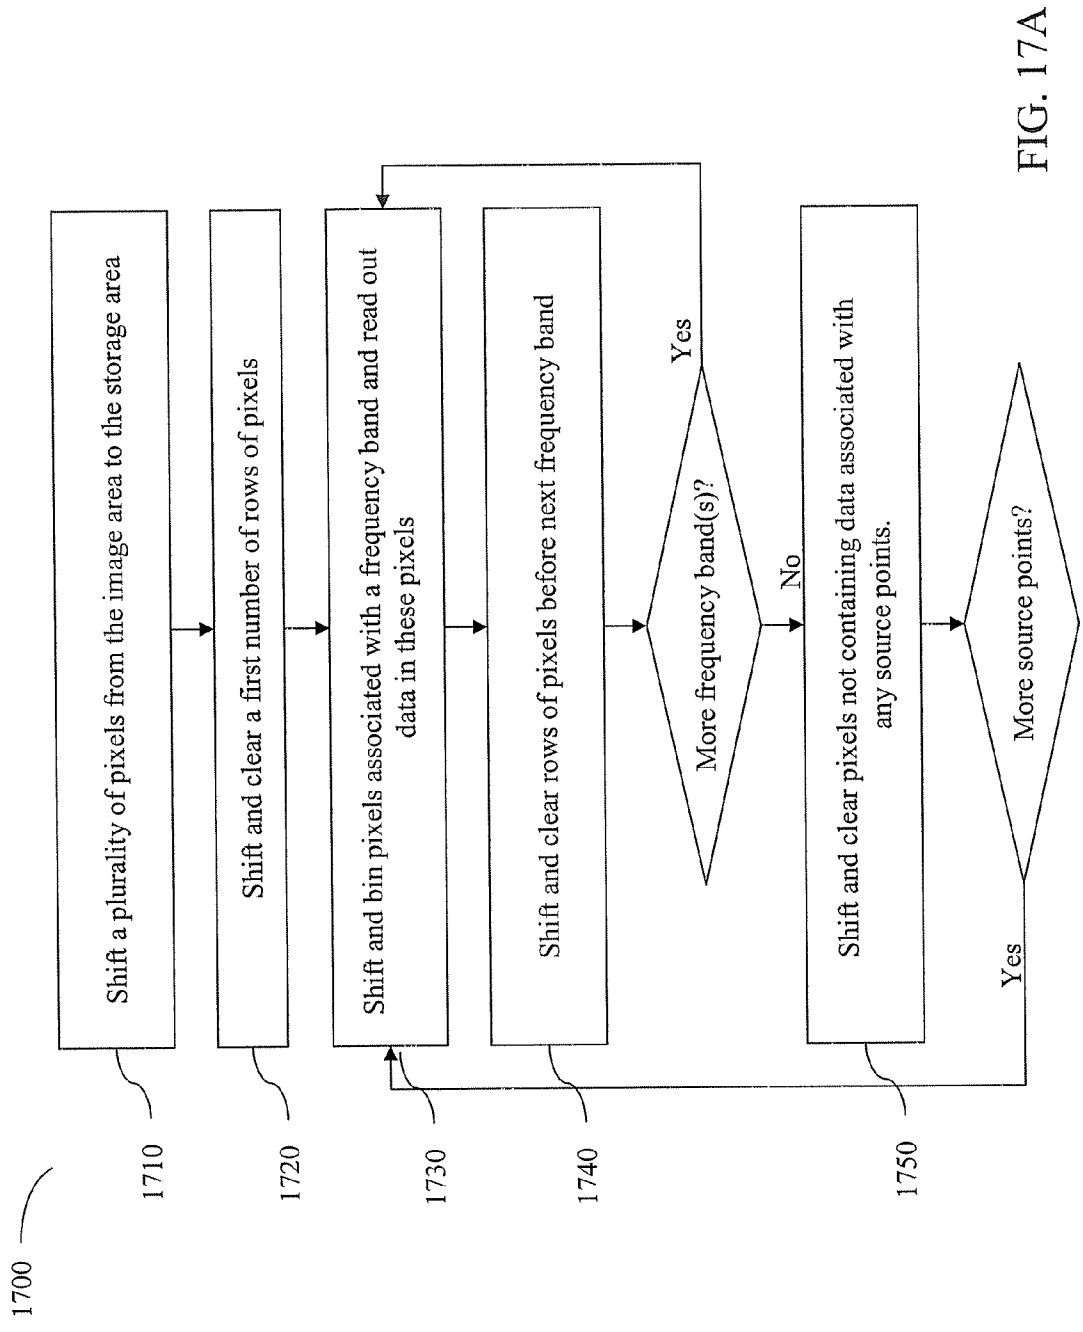 1700
1710
Shift a plurality of pixels from the image area to the storage area
1720
Shift and clear a first number of rows of pixels
1730
Shift and bin pixels associated with a frequency band and read out
data in these pixels
1740
Shift and clear rows of pixels before next frequency band
More frequency band(s)?
Yes
No
1750
Shift and clear pixels not containing data associated with
any source points.
More source points?
Yes
FIG. 17A